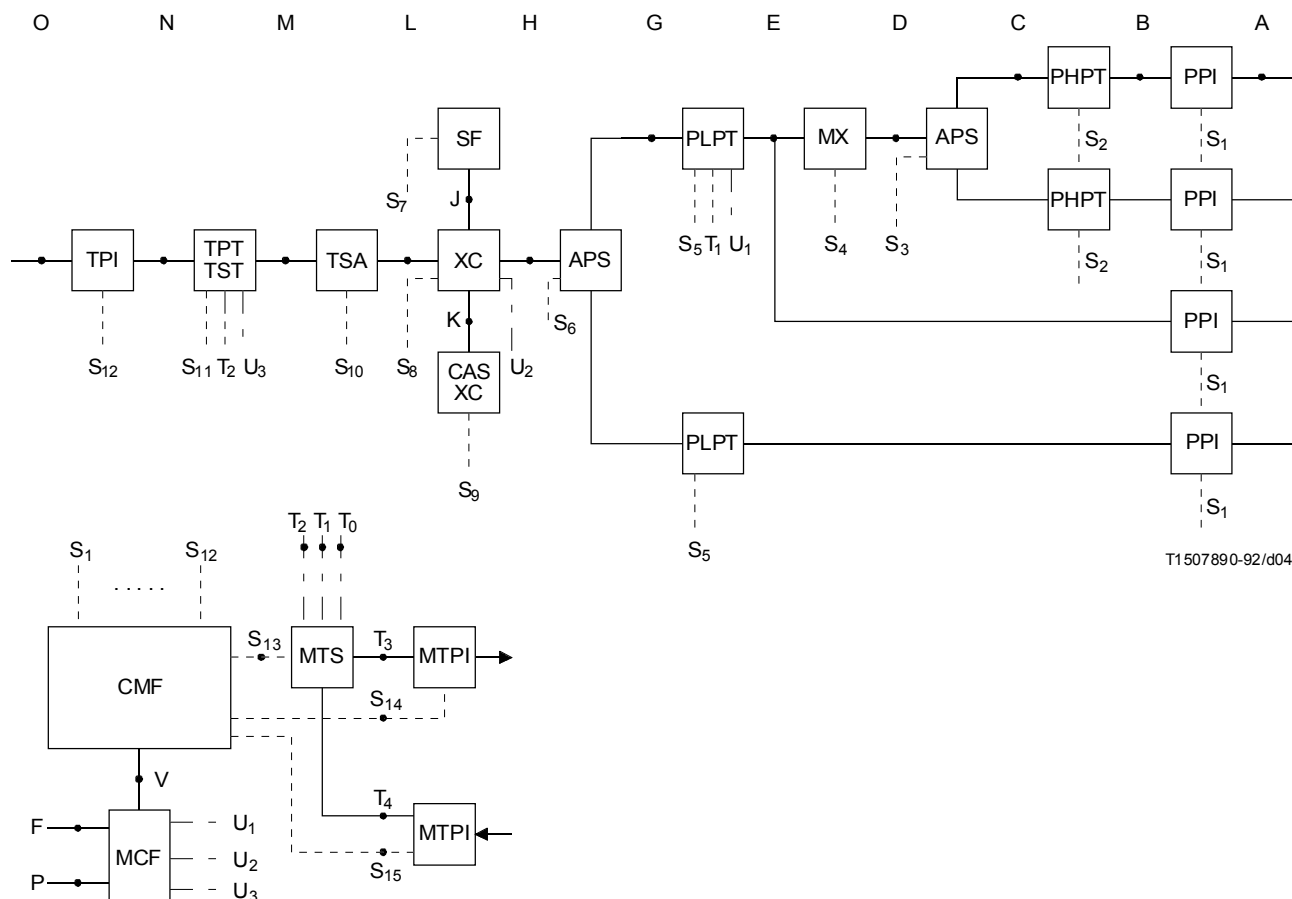 O N M L H G E D C B A
PHPT PPI
SF PLPT MX APS
S2 S1
S7 J
PHPT PPI
TPI TPT TST TSA XC APS
S5 T1 U1 S4 S3
S2 S1
K S6
PPI
S12 S11 T2 U3 S10 S8 CAS XC U2
S1
PLPT PPI
S9
S1
T2 T1 T0
S1 S12 S5
.....
T1507890-92/d04
S13 T3
CMF MTS MTPI
S14
V
T4
F U1 MTPI
MCF U2
S15
P U3